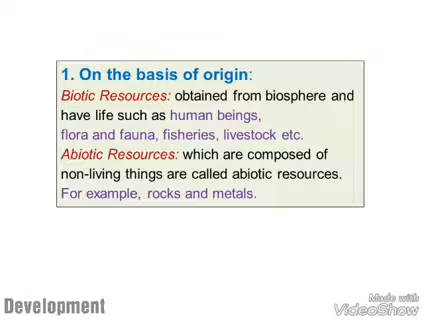 1. On the basis of origin:
Biotic Resources: obtained from biosphere and
have life such as human beings,
flora and fauna, fisheries, livestock etc.
Abiotic Resources: which are composed of
non-living things are called abiotic resources.
For example, rocks and metals.
Development
Made with
VideoShow